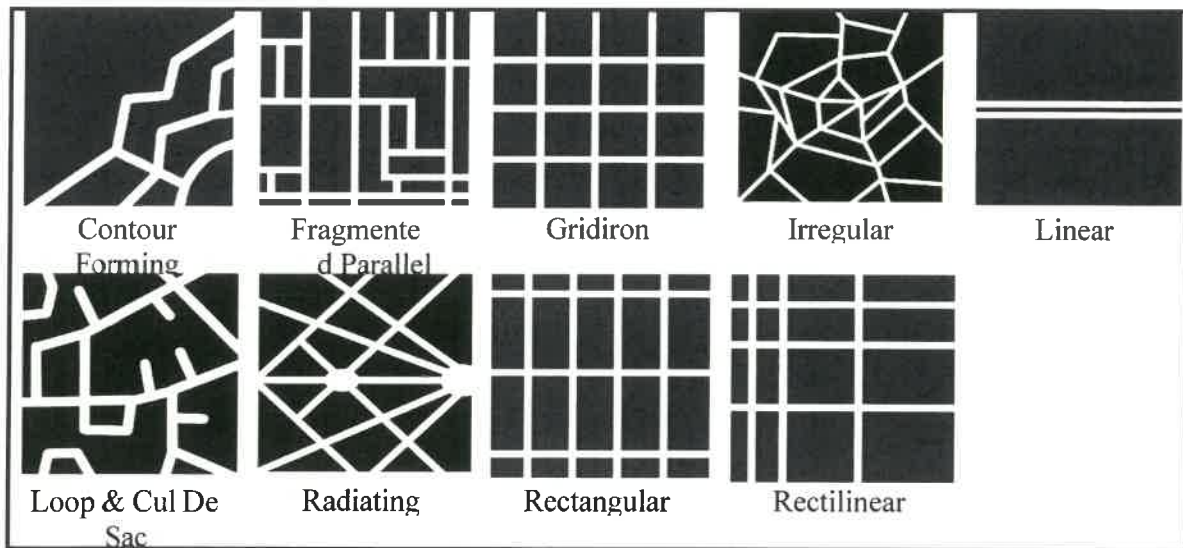 Contour
Forming
Fragmente
d Parallel
Gridiron
Irregular
Linear
Loop & Cul De
Sac
Radiating
Rectangular
Rectilinear